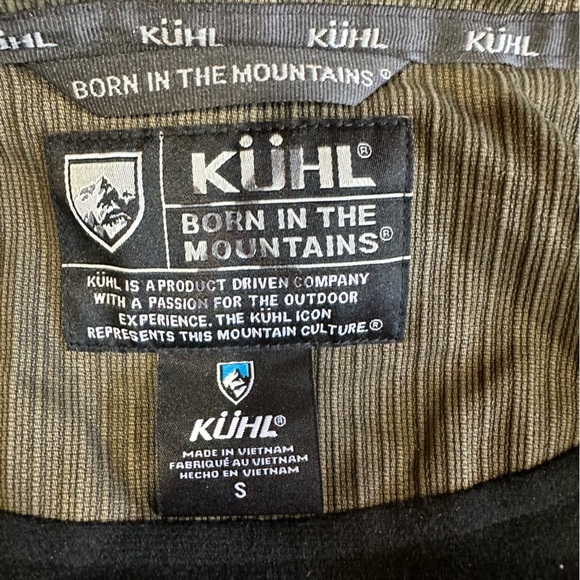 KÜHL KÜHL KÜHL KÜHL
BORN IN THE MOUNTAINS®
KÜHL®
BORN IN THE
MOUNTAINS®
KÜHL IS A PRODUCT DRIVEN COMPANY
WITH A PASSION FOR THE OUTDOOR
EXPERIENCE. THE KÜHL ICON
REPRESENTS THIS MOUNTAIN CULTURE.®
KÜHL®
MADE IN VIETNAM
FABRIQUÉ AU VIETNAM
HECHO EN VIETNAM
S